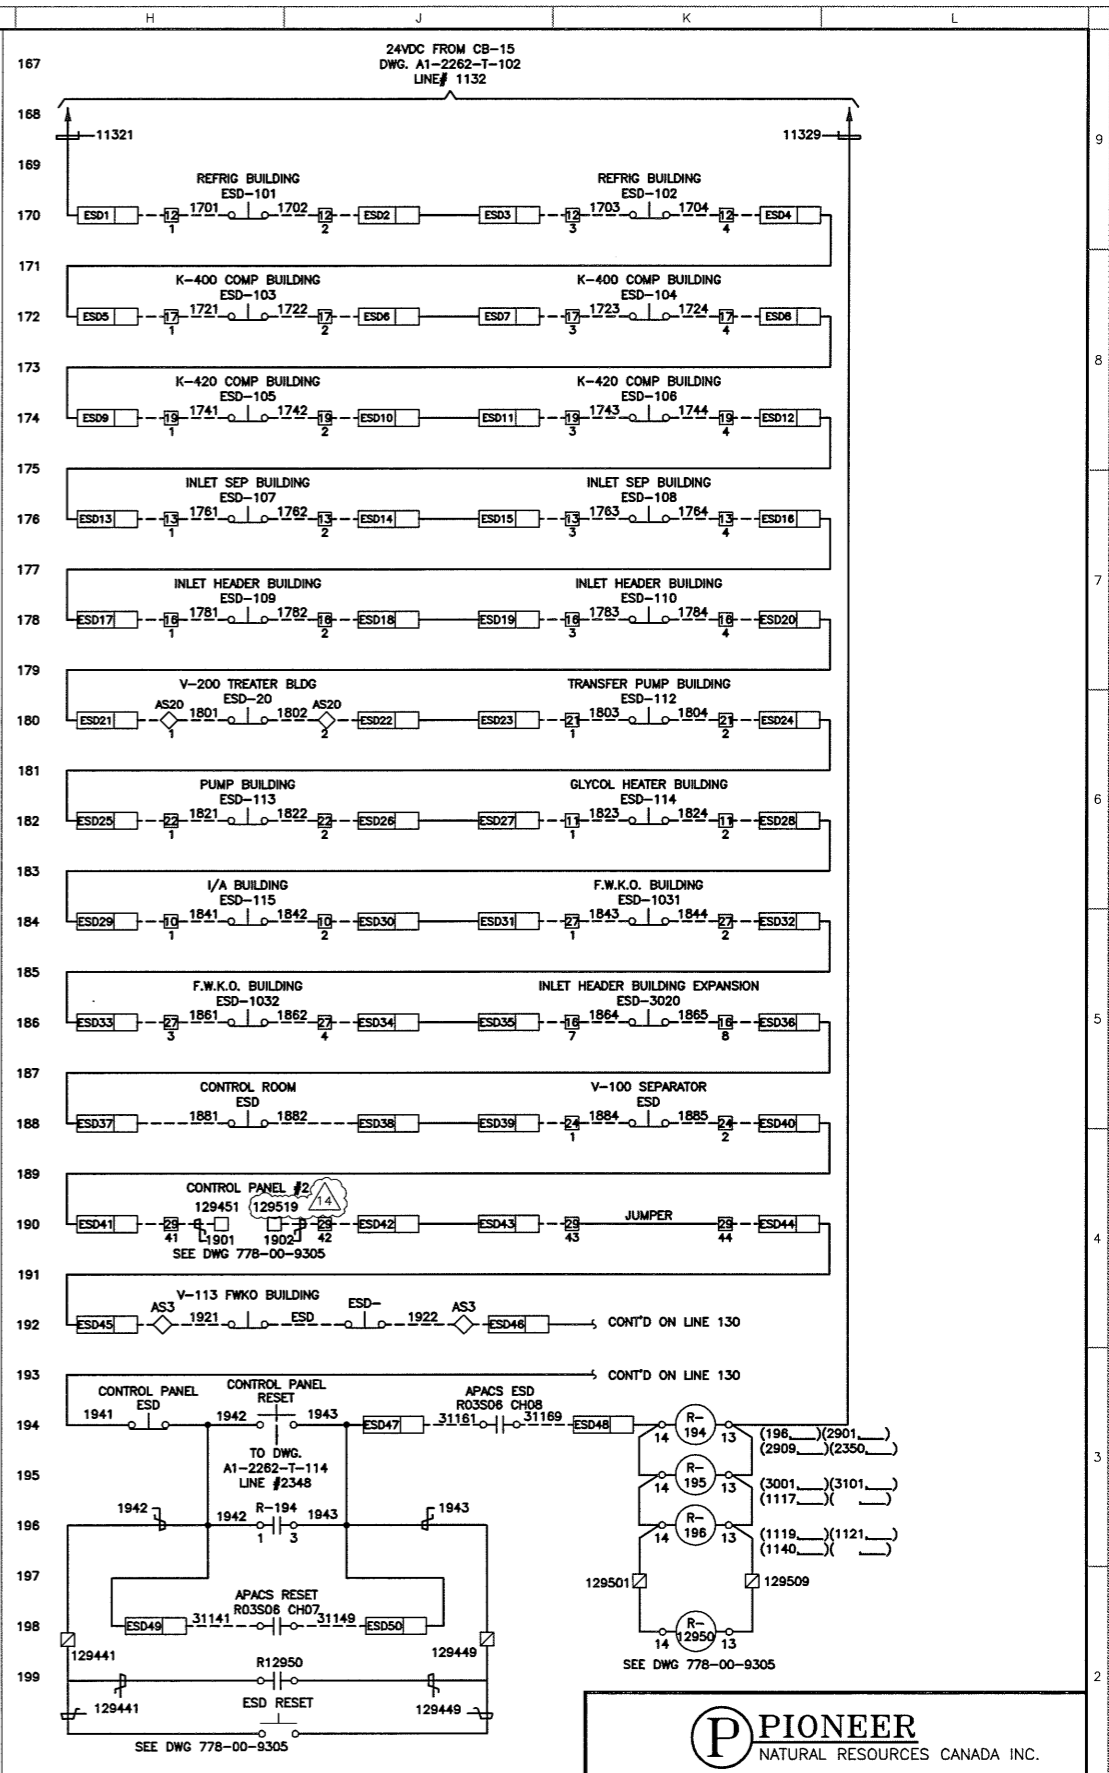 H J K L
167 24VDC FROM CB-15
DWG. A1-2262-T-102
LINE# 1132
168
11321 11329
9
169
REFRIG BUILDING REFRIG BUILDING
ESD-101 ESD-102
170 ESD1 12 1701 1702 12 ESD2 ESD3 12 1703 1704 12 ESD4
1 2 3 4
171
K-400 COMP BUILDING K-400 COMP BUILDING
ESD-103 ESD-104
172 ESD5 17 1721 1722 17 ESD6 ESD7 17 1723 1724 17 ESD8
1 2 3 4
8
173
K-420 COMP BUILDING K-420 COMP BUILDING
ESD-105 ESD-106
174 ESD9 19 1741 1742 19 ESD10 ESD11 19 1743 1744 19 ESD12
1 2 3 4
175
INLET SEP BUILDING INLET SEP BUILDING
ESD-107 ESD-108
176 ESD13 13 1761 1762 13 ESD14 ESD15 13 1763 1764 13 ESD16
1 2 3 4
177
7
INLET HEADER BUILDING INLET HEADER BUILDING
ESD-109 ESD-110
178 ESD17 16 1781 1782 16 ESD18 ESD19 16 1783 1784 16 ESD20
1 2 3 4
179
V-200 TREATER BLDG TRANSFER PUMP BUILDING
AS20 ESD-20 AS20 ESD-112
180 ESD21 1801 1802 ESD22 ESD23 21 1803 1804 21 ESD24
1 2 1 2
181
PUMP BUILDING GLYCOL HEATER BUILDING
6
ESD-113 ESD-114
182 ESD25 22 1821 1822 22 ESD26 ESD27 11 1823 1824 11 ESD28
1 2 1 2
183
I/A BUILDING F.W.K.O. BUILDING
ESD-115 ESD-1031
184 ESD29 10 1841 1842 10 ESD30 ESD31 27 1843 1844 27 ESD32
1 2 1 2
185
F.W.K.O. BUILDING INLET HEADER BUILDING EXPANSION
ESD-1032 ESD-3020
186 ESD33 27 1861 1862 27 ESD34 ESD35 16 1864 1865 16 ESD36
5
3 4 7 8
187
CONTROL ROOM V-100 SEPARATOR
ESD ESD
188 ESD37 1881 1882 ESD38 ESD39 24 1884 1885 24 ESD40
1 2
189
CONTROL PANEL #2
129451 129519 14
190 ESD41 29 29 ESD42 ESD43 29 JUMPER 29 ESD44
4
41 1901 1902 42 43 44
SEE DWG 778-00-9305
191
V-113 FWKO BUILDING
AS3 ESD- AS3
192 ESD45 1921 ESD 1922 ESD46 CONT'D ON LINE 130
193 CONT'D ON LINE 130
CONTROL PANEL CONTROL PANEL APACS ESD
ESD RESET R03S06 CH08
194 1941 1942 1943 ESD47 31161 31169 ESD48 R-194 14 13 (196___)(2901___)
(2909___)(2350___)
3
TO DWG.
A1-2262-T-114
LINE #2348
195 R-195 14 13 (3001___)(3101___)
(1117___)( ___)
196 1942 1942 R-194 1943 1943 R-196 14 13 (1119___)(1121___)
1 3 (1140___)( ___)
197
129501 129509
APACS RESET
R03S06 CH07
198 ESD49 31141 31149 ESD50 R-12950 14 13
129441 129449
SEE DWG 778-00-9305
199 R12950
2
129441 ESD RESET 129449
SEE DWG 778-00-9305
P PIONEER
NATURAL RESOURCES CANADA INC.